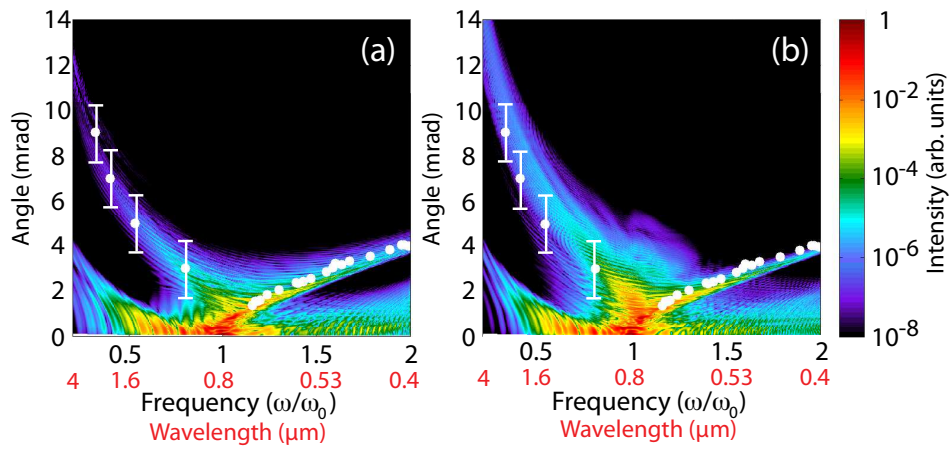 (a)
14
12
10
8
6
4
2
0
Angle (mrad)
0.5 1 1.5 2
4 1.6 0.8 0.53 0.4
Frequency (ω/ω0)
Wavelength (μm)
(b)
14
12
10
8
6
4
2
0
Angle (mrad)
0.5 1 1.5 2
4 1.6 0.8 0.53 0.4
Frequency (ω/ω0)
Wavelength (μm)
1
10-2
10-4
10-6
10-8
Intensity (arb. units)